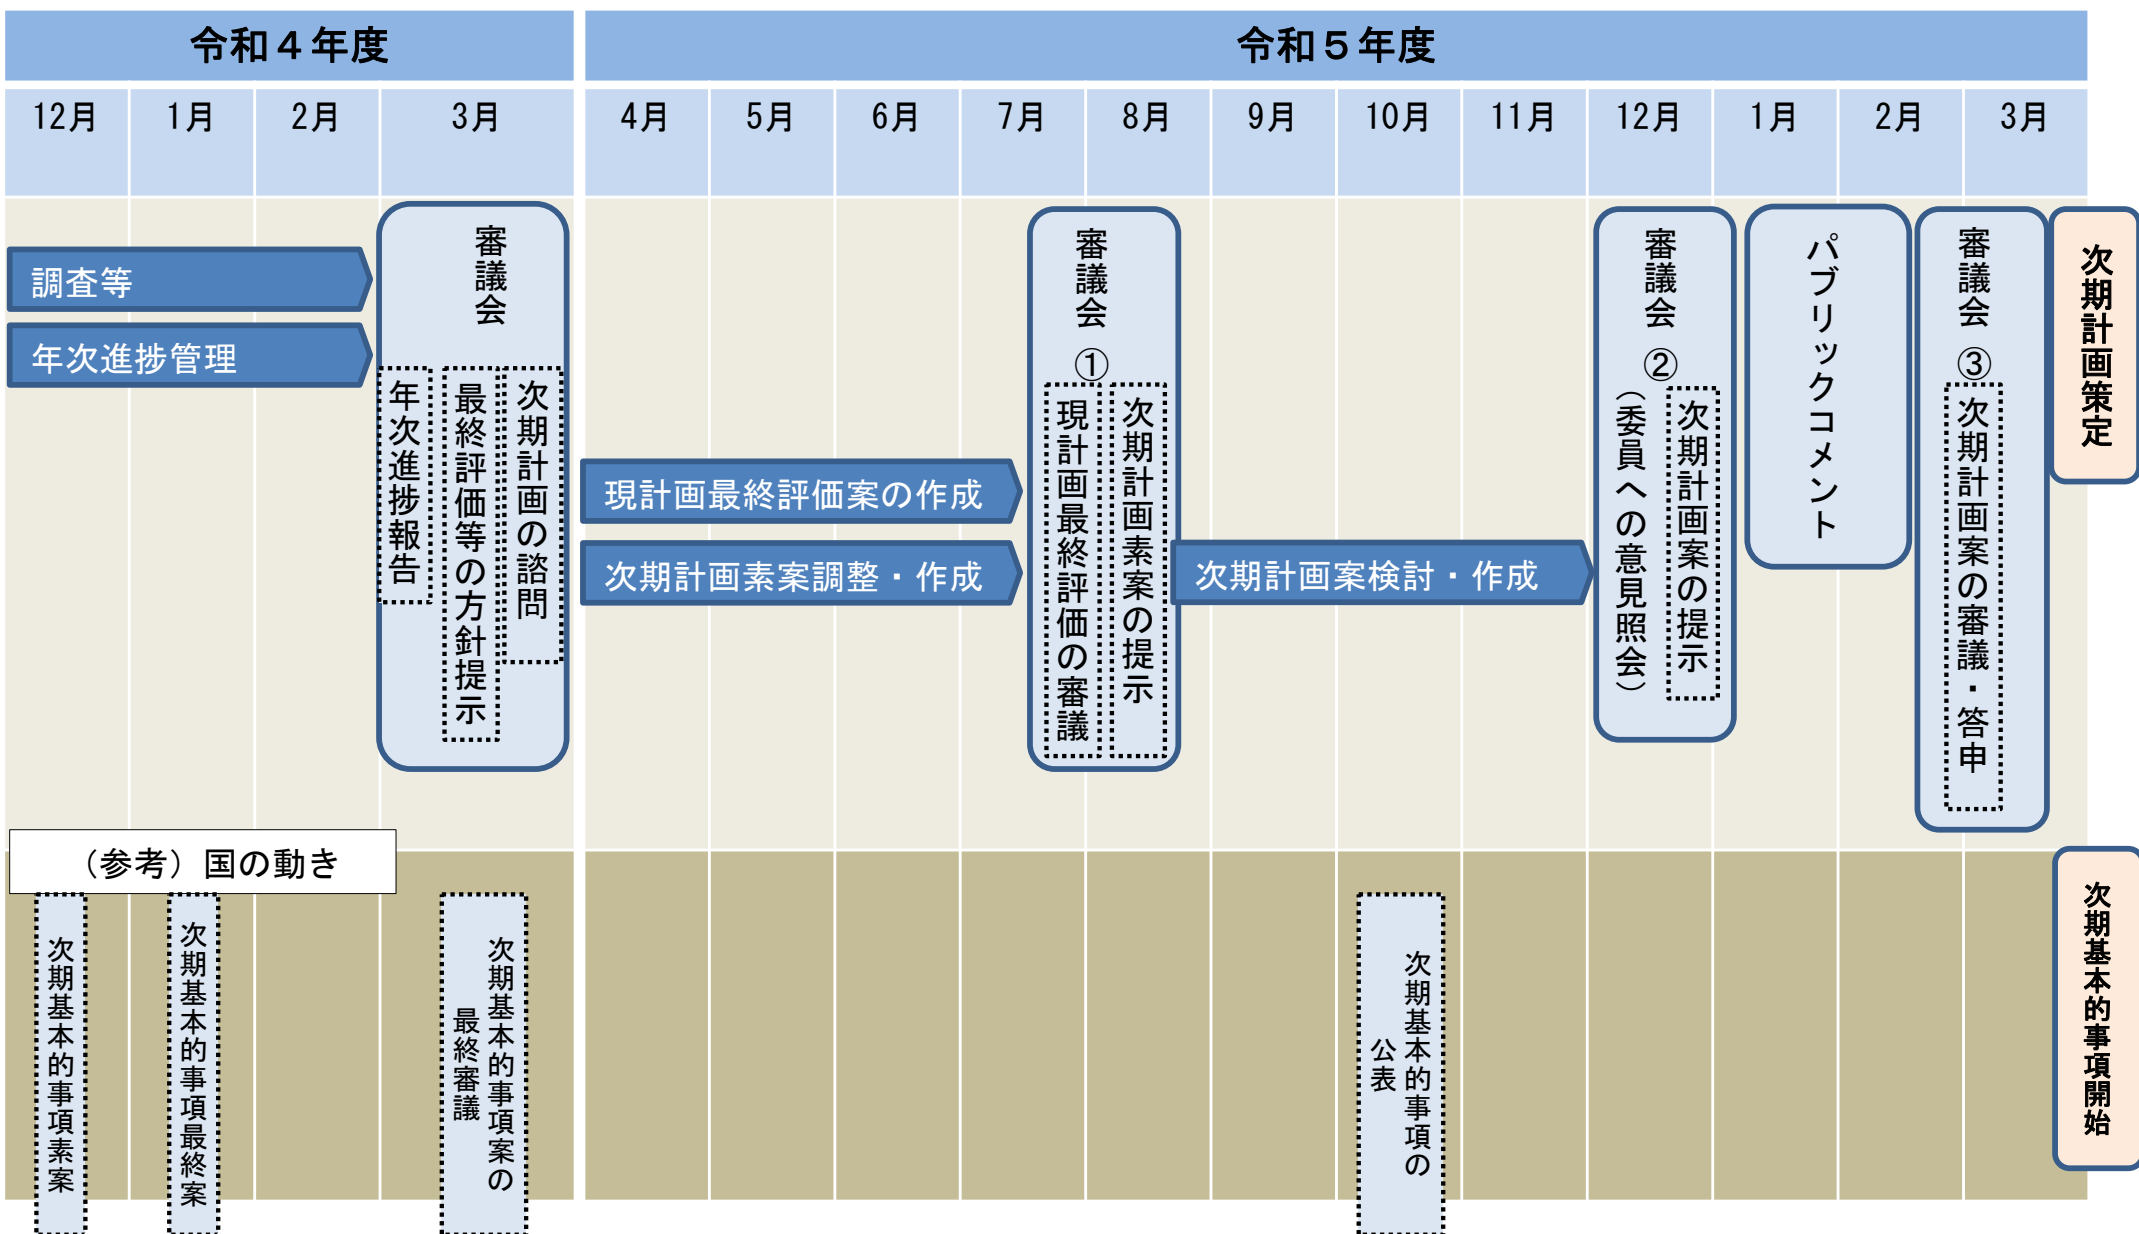 令和４年度
令和５年度
12月
1月
2月
3月
4月
5月
6月
7月
8月
9月
10月
11月
12月
1月
2月
3月
調査等
年次進捗管理
審議会
次期計画の諮問
最終評価等の方針提示
年次進捗報告
現計画最終評価案の作成
次期計画素案調整・作成
審議会 ①
次期計画素案の提示
現計画最終評価の審議
次期計画案検討・作成
審議会 ②
次期計画案の提示
（委員への意見照会）
パブリックコメント
審議会 ③
次期計画案の審議・答申
次期計画策定
（参考）国の動き
次期基本的事項素案
次期基本的事項最終案
次期基本的事項案の
最終審議
次期基本的事項の
公表
次期基本的事項開始